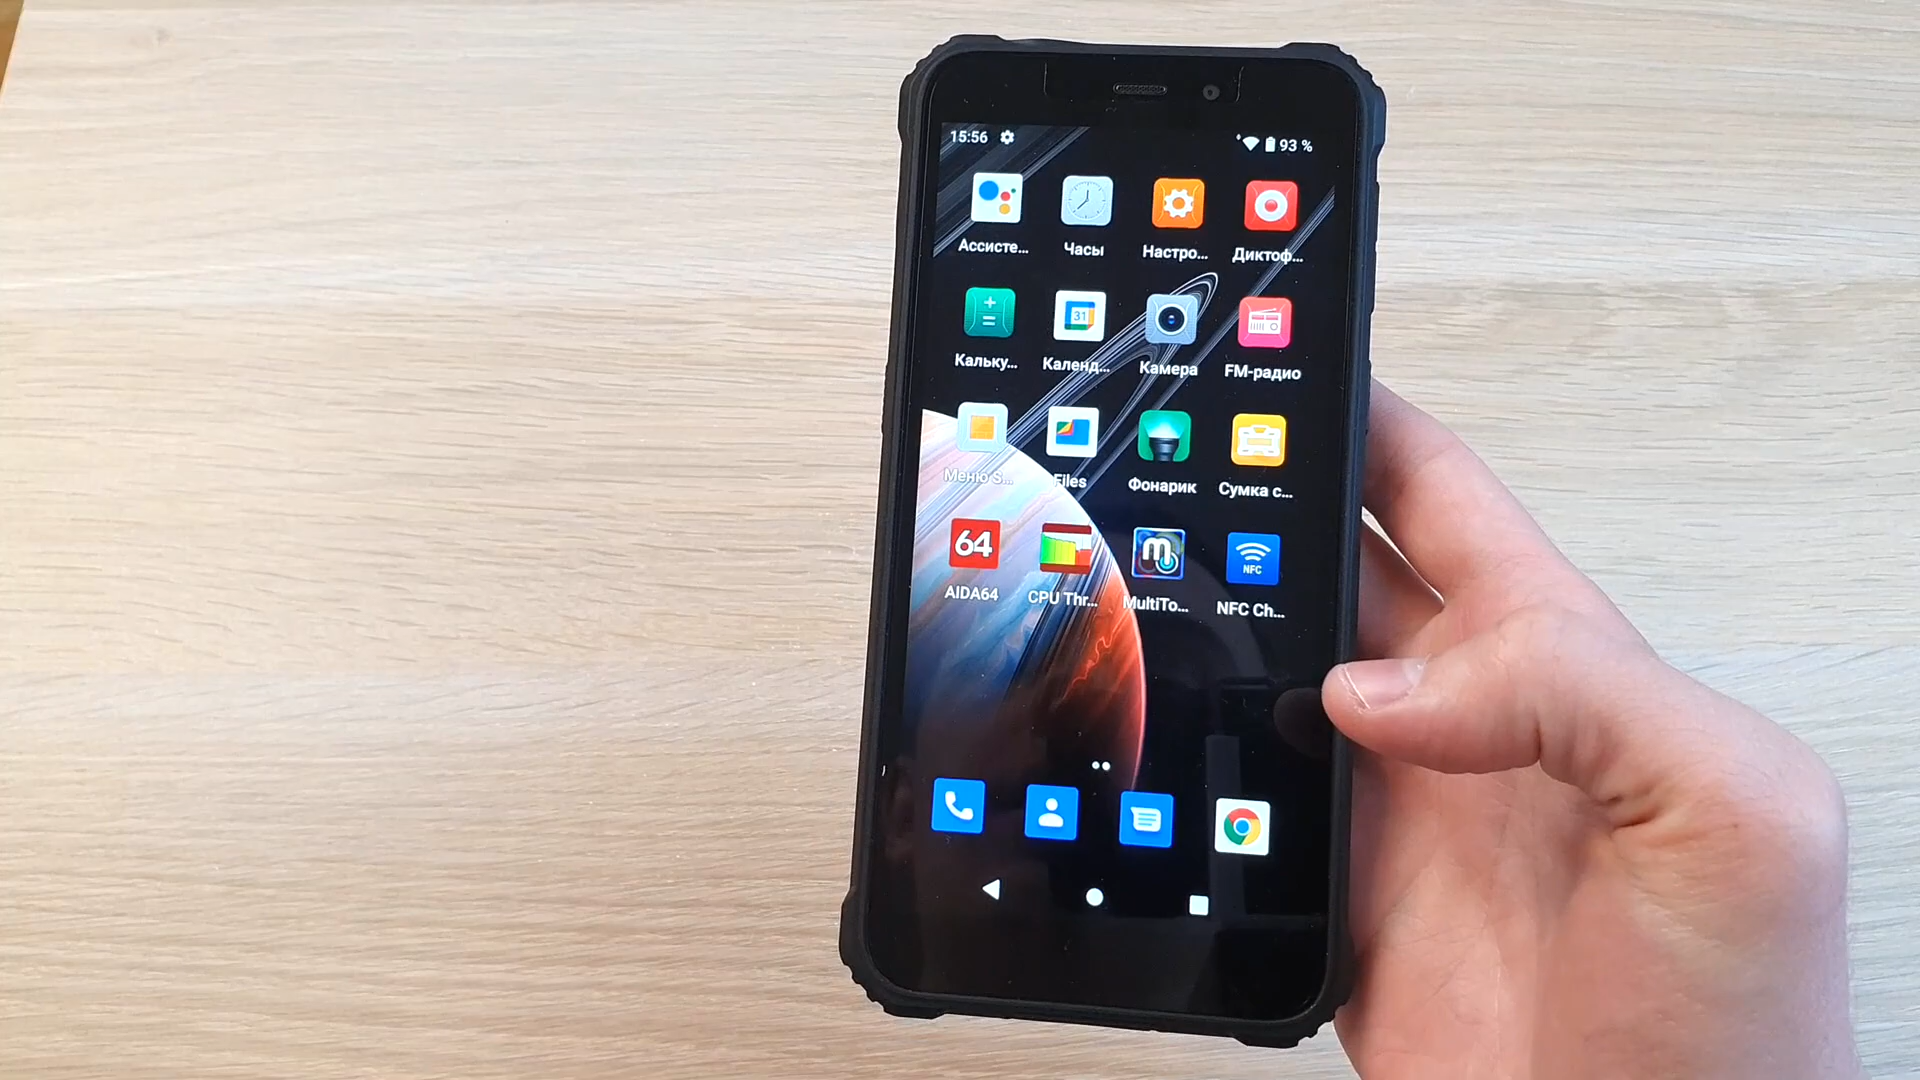 15:56 93 %
Ассисте... Часы Настро... Диктоф...
31
Кальку... Календ... Камера FM-радио
Меню S... Files Фонарик Сумка с...
64 m NFC
AIDA64 CPU Thr... MultiTo... NFC Ch...